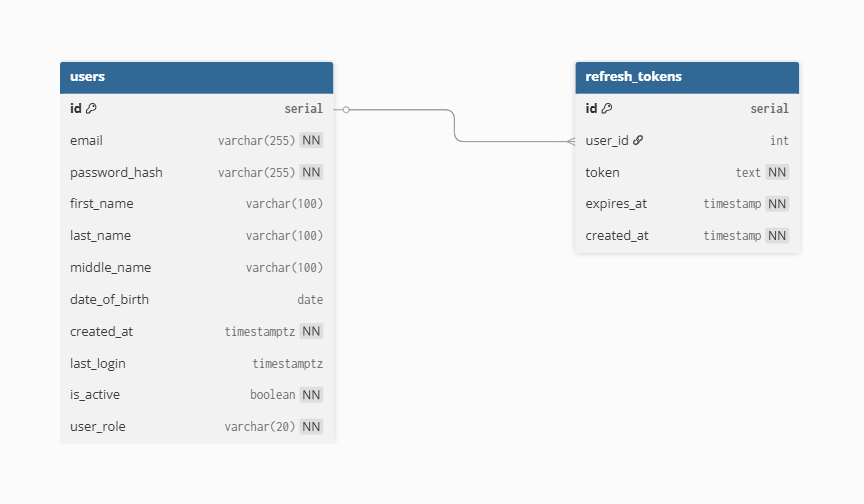 users
id serial
email varchar(255) NN
password_hash varchar(255) NN
first_name varchar(100)
last_name varchar(100)
middle_name varchar(100)
date_of_birth date
created_at timestamptz NN
last_login timestamptz
is_active boolean NN
user_role varchar(20) NN
refresh_tokens
id serial
user_id int
token text NN
expires_at timestamp NN
created_at timestamp NN